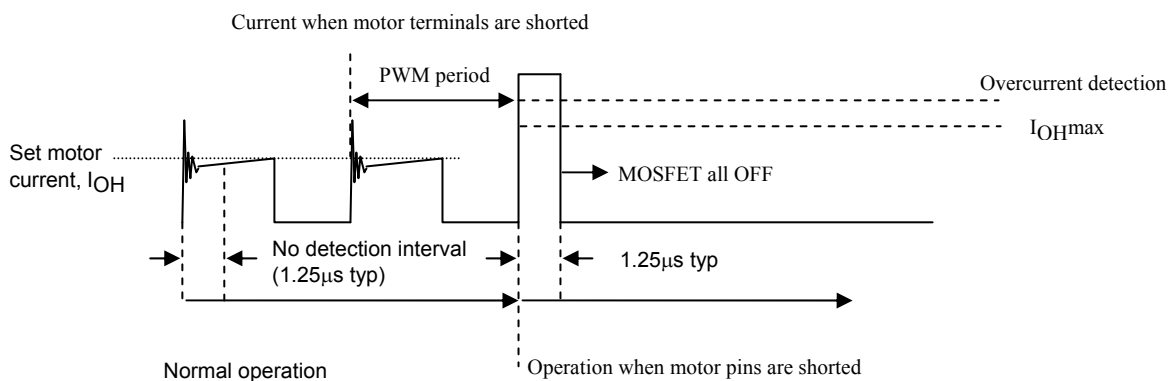 Current when motor terminals are shorted
PWM period
Overcurrent detection
IOHmax
Set motor
current, IOH
MOSFET all OFF
No detection interval
(1.25μs typ)
1.25μs typ
Normal operation
Operation when motor pins are shorted